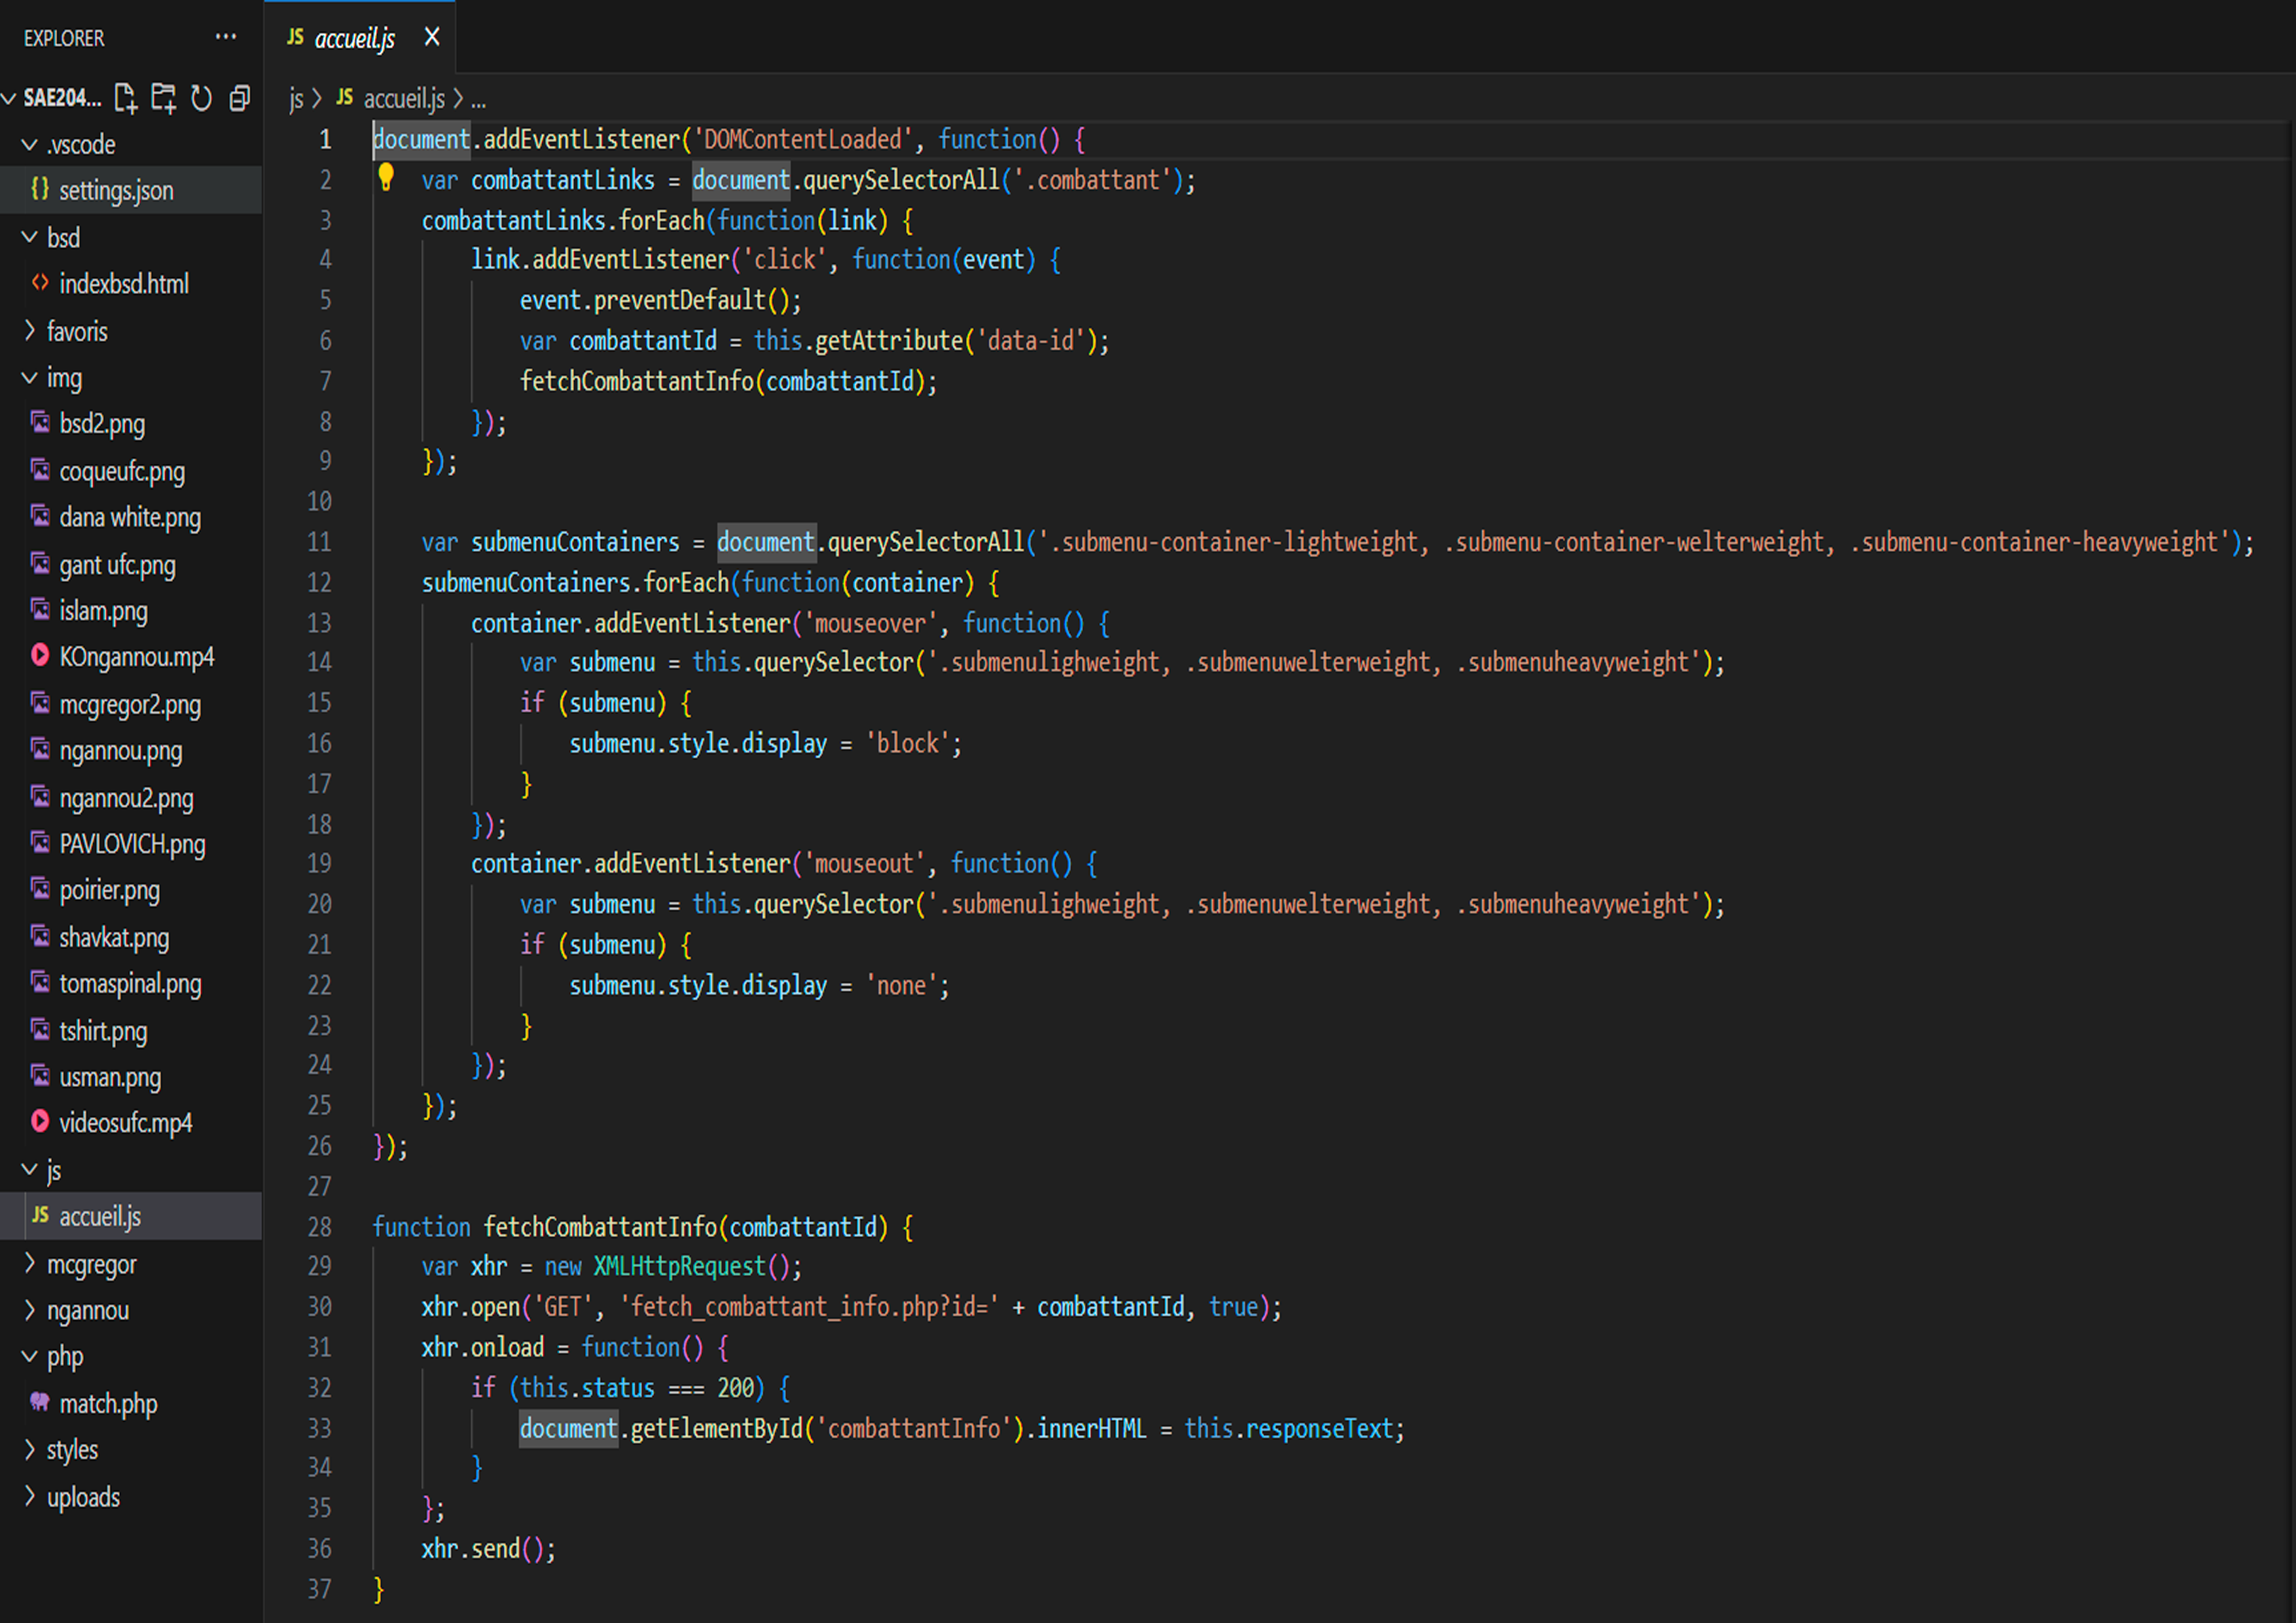 EXPLORER ...
SAE204...
.vscode
{} settings.json
bsd
<> indexbsd.html
favoris
img
bsd2.png
coqueufc.png
dana white.png
gant ufc.png
islam.png
KOngannou.mp4
mcgregor2.png
ngannou.png
ngannou2.png
PAVLOVICH.png
poirier.png
shavkat.png
tomaspinal.png
tshirt.png
usman.png
videosufc.mp4
js
JS accueil.js
mcgregor
ngannou
php
match.php
styles
uploads
JS accueil.js
js > JS accueil.js > ...
1 document.addEventListener('DOMContentLoaded', function() {
2 var combattantLinks = document.querySelectorAll('.combattant');
3 combattantLinks.forEach(function(link) {
4 link.addEventListener('click', function(event) {
5 event.preventDefault();
6 var combattantId = this.getAttribute('data-id');
7 fetchCombattantInfo(combattantId);
8 });
9 });
10
11 var submenuContainers = document.querySelectorAll('.submenu-container-lightweight, .submenu-container-welterweight, .submenu-container-heavyweight');
12 submenuContainers.forEach(function(container) {
13 container.addEventListener('mouseover', function() {
14 var submenu = this.querySelector('.submenulighweight, .submenuwelterweight, .submenuheavyweight');
15 if (submenu) {
16 submenu.style.display = 'block';
17 }
18 });
19 container.addEventListener('mouseout', function() {
20 var submenu = this.querySelector('.submenulighweight, .submenuwelterweight, .submenuheavyweight');
21 if (submenu) {
22 submenu.style.display = 'none';
23 }
24 });
25 });
26 });
27
28 function fetchCombattantInfo(combattantId) {
29 var xhr = new XMLHttpRequest();
30 xhr.open('GET', 'fetch_combattant_info.php?id=' + combattantId, true);
31 xhr.onload = function() {
32 if (this.status === 200) {
33 document.getElementById('combattantInfo').innerHTML = this.responseText;
34 }
35 };
36 xhr.send();
37 }